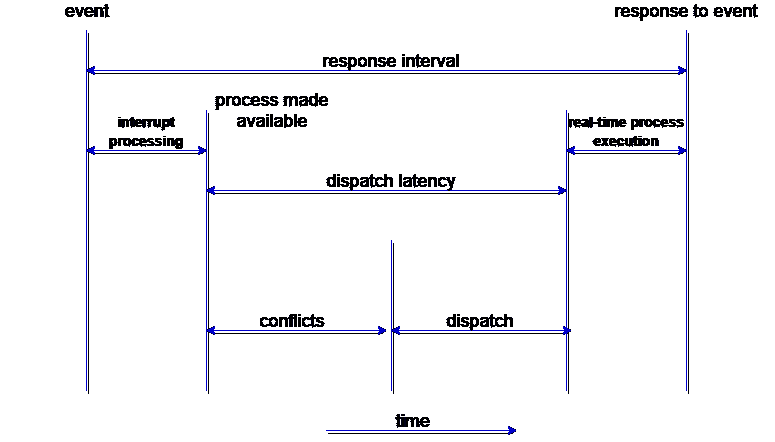 event
response to event
response interval
process made
available
interrupt
processing
real-time process
execution
dispatch latency
conflicts
dispatch
time